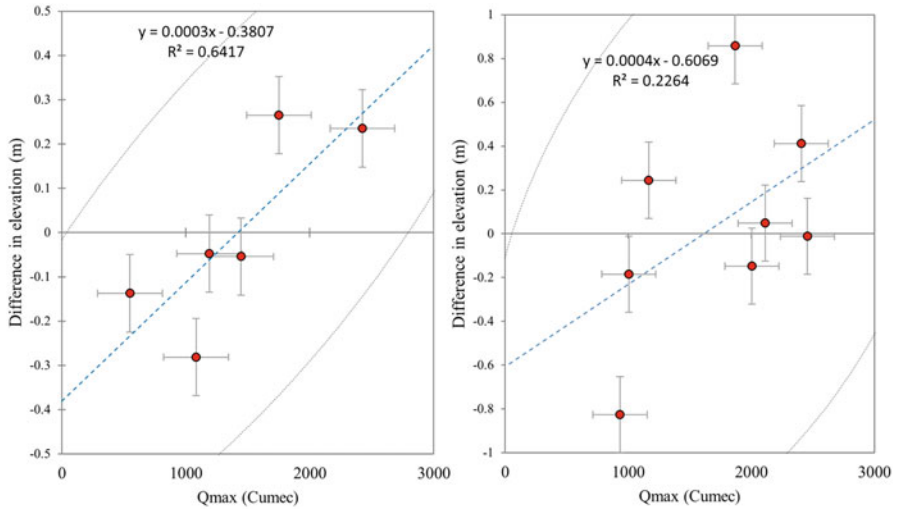 y = 0.0003x - 0.3807
R² = 0.6417
0.5
0.4
0.3
0.2
0.1
0
-0.1
-0.2
-0.3
-0.4
-0.5
Difference in elevation (m)
0 1000 2000 3000
Qmax (Cumec)
y = 0.0004x - 0.6069
R² = 0.2264
1
0.8
0.6
0.4
0.2
0
-0.2
-0.4
-0.6
-0.8
-1
Difference in elevation (m)
0 1000 2000 3000
Qmax (Cumec)